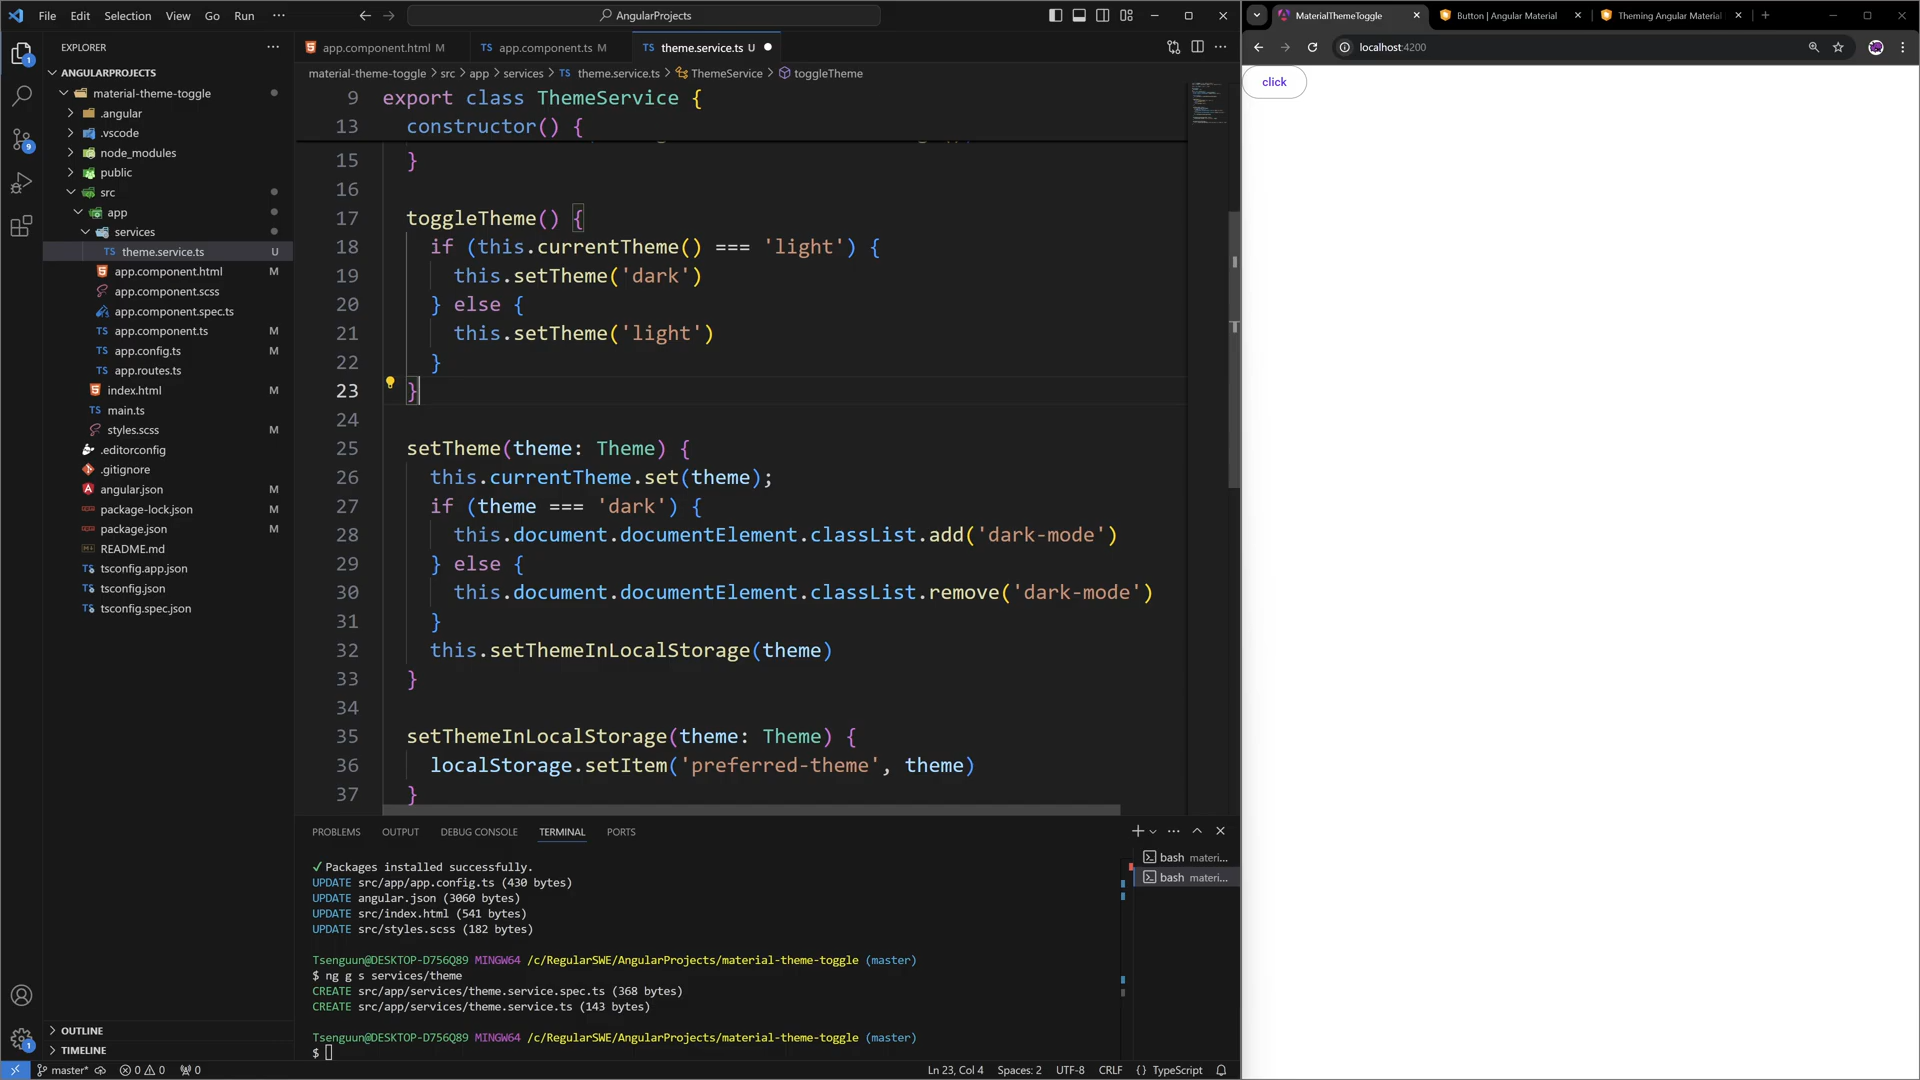 File Edit Selection View Go Run ···
AngularProjects
MaterialThemeToggle
Button | Angular Material
Theming Angular Material
localhost:4200
click
EXPLORER
ANGULARPROJECTS
material-theme-toggle
.angular
.vscode
node_modules
public
src
app
services
TS theme.service.ts U
app.component.html M
app.component.scss
app.component.spec.ts
TS app.component.ts M
TS app.config.ts M
TS app.routes.ts
index.html M
TS main.ts
styles.scss M
.editorconfig
.gitignore
angular.json M
package-lock.json M
package.json M
README.md
tsconfig.app.json
tsconfig.json
tsconfig.spec.json
OUTLINE
TIMELINE
app.component.html M
TS app.component.ts M
TS theme.service.ts U
material-theme-toggle > src > app > services > TS theme.service.ts > ThemeService > toggleTheme
9 export class ThemeService {
13 constructor() {
15 }
16
17 toggleTheme() {
18 if (this.currentTheme() === 'light') {
19 this.setTheme('dark')
20 } else {
21 this.setTheme('light')
22 }
23 }
24
25 setTheme(theme: Theme) {
26 this.currentTheme.set(theme);
27 if (theme === 'dark') {
28 this.document.documentElement.classList.add('dark-mode')
29 } else {
30 this.document.documentElement.classList.remove('dark-mode')
31 }
32 this.setThemeInLocalStorage(theme)
33 }
34
35 setThemeInLocalStorage(theme: Theme) {
36 localStorage.setItem('preferred-theme', theme)
37 }
PROBLEMS OUTPUT DEBUG CONSOLE TERMINAL PORTS
✓ Packages installed successfully.
UPDATE src/app/app.config.ts (430 bytes)
UPDATE angular.json (3060 bytes)
UPDATE src/index.html (541 bytes)
UPDATE src/styles.scss (182 bytes)
Tsenguun@DESKTOP-D756Q89 MINGW64 /c/RegularSWE/AngularProjects/material-theme-toggle (master)
$ ng g s services/theme
CREATE src/app/services/theme.service.spec.ts (368 bytes)
CREATE src/app/services/theme.service.ts (143 bytes)
Tsenguun@DESKTOP-D756Q89 MINGW64 /c/RegularSWE/AngularProjects/material-theme-toggle (master)
$
bash materi...
bash materi...
master* 0 0 0
Ln 23, Col 4 Spaces: 2 UTF-8 CRLF {} TypeScript